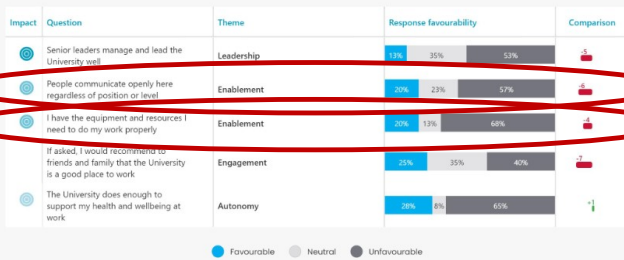 Impact Question Theme Response favourability Comparison
Senior leaders manage and lead the
University well
Leadership
13% 35% 53%
-5
People communicate openly here
regardless of position or level
Enablement
20% 23% 57%
-6
I have the equipment and resources I
need to do my work properly
Enablement
20% 13% 68%
-4
If asked, I would recommend to
friends and family that the University
is a good place to work
Engagement
25% 35% 40%
-7
The University does enough to
support my health and wellbeing at
work
Autonomy
28% 8% 65%
+1
Favourable Neutral Unfavourable